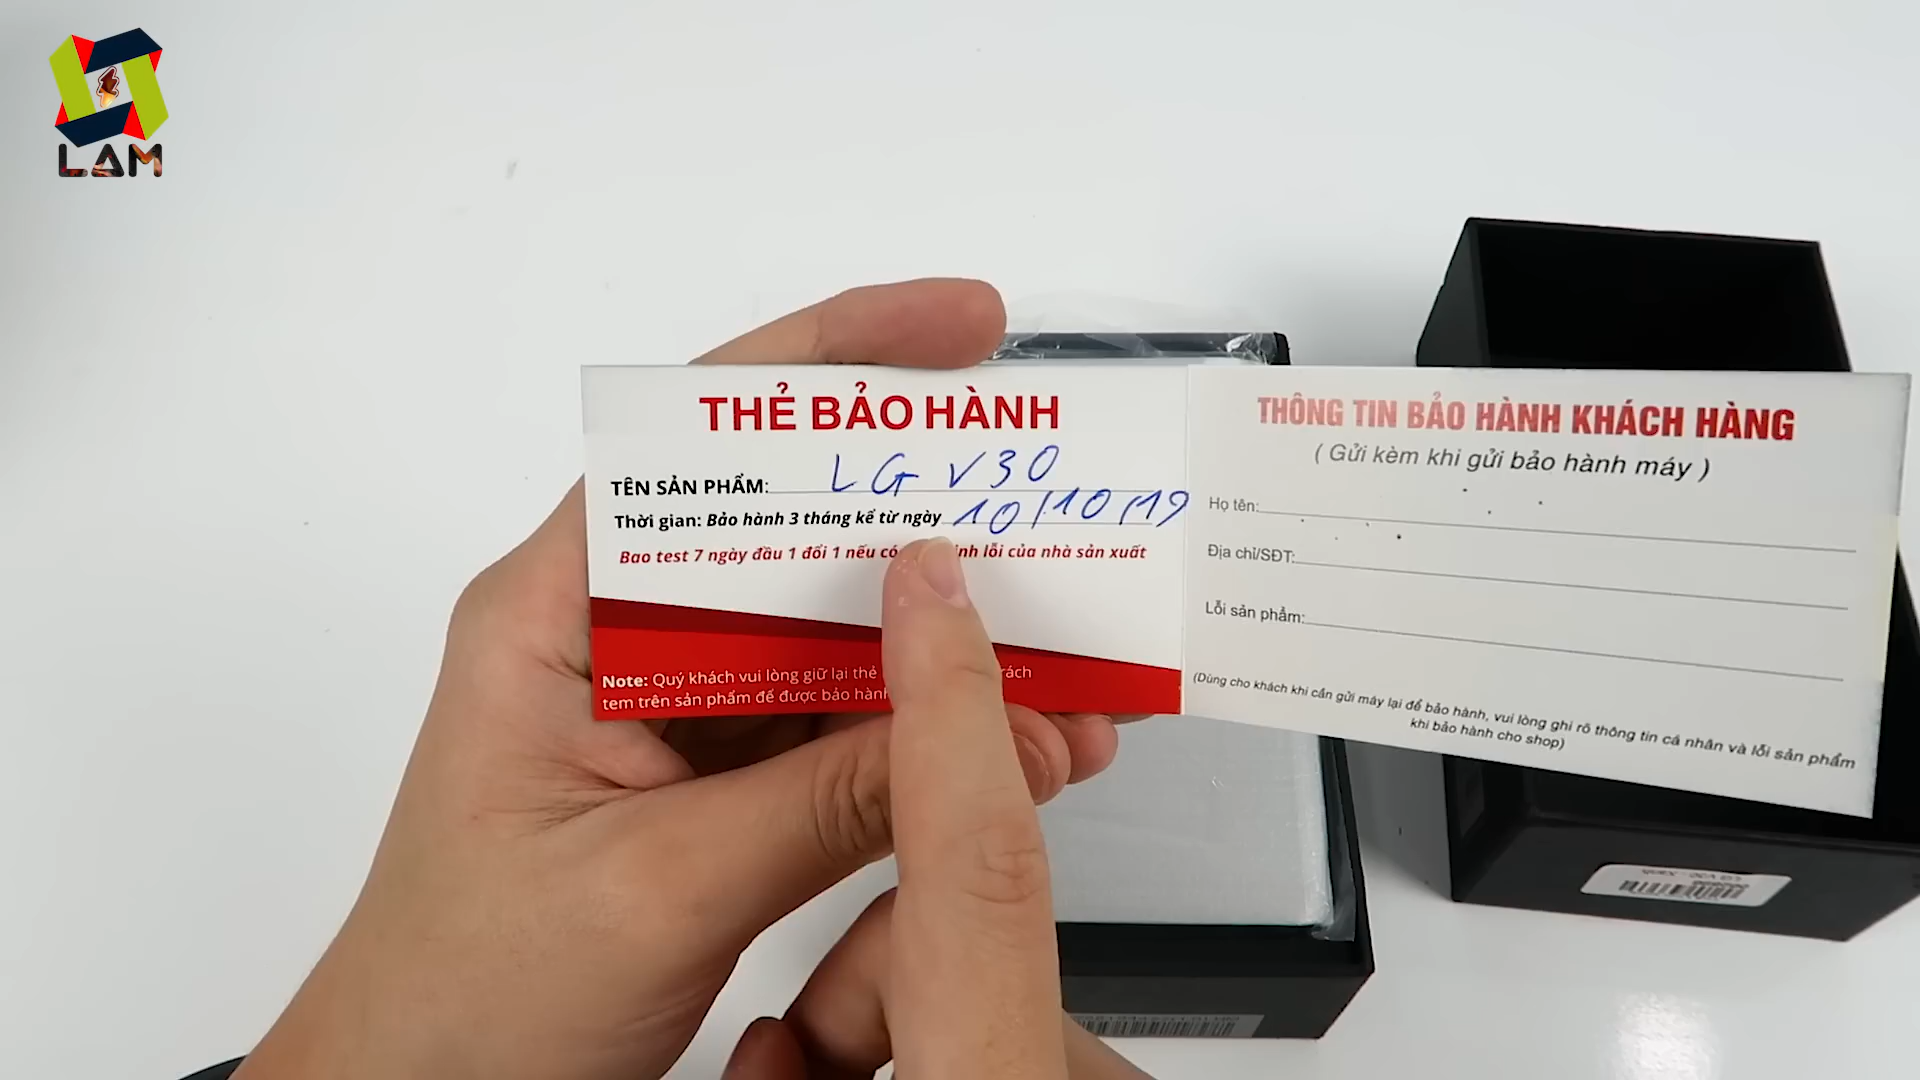 LAM
THẺ BẢO HÀNH
TÊN SẢN PHẨM: LG V30
Thời gian: Bảo hành 3 tháng kể từ ngày 10/10/19
Bao test 7 ngày đầu 1 đổi 1 nếu có lỗi của nhà sản xuất
Note: Quý khách vui lòng giữ lại thẻ
tem trên sản phẩm để được bảo hành
THÔNG TIN BẢO HÀNH KHÁCH HÀNG
( Gửi kèm khi gửi bảo hành máy )
Họ tên:
Địa chỉ/SĐT:
Lỗi sản phẩm:
(Dùng cho khách khi cần gửi máy lại để bảo hành, vui lòng ghi rõ thông tin cá nhân và lỗi sản phẩm
khi bảo hành cho shop)
LG V30 - Xanh